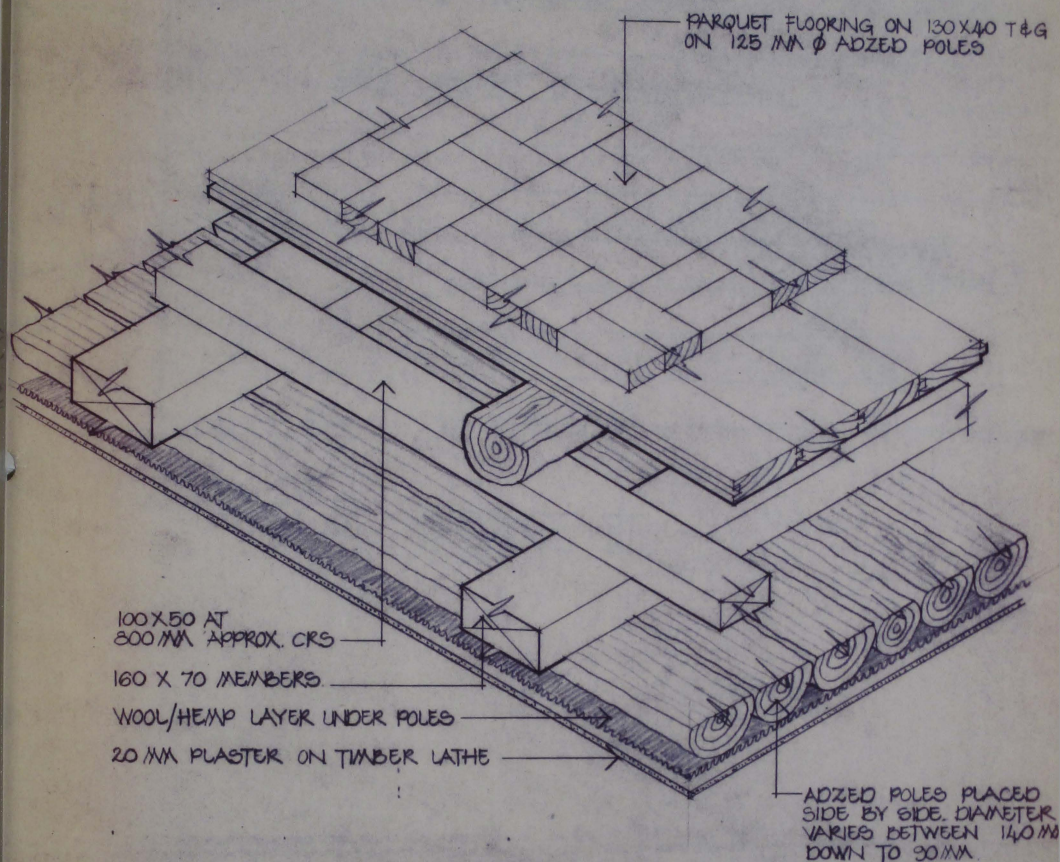 PARQUET FLOORING ON 130X40 T&G
ON 125 MM Ø ADZED POLES
100X50 AT
800 MM APPROX. CRS
160 X 70 MEMBERS
WOOL/HEMP LAYER UNDER POLES
20 MM PLASTER ON TIMBER LATHE
ADZED POLES PLACED
SIDE BY SIDE. DIAMETER
VARIES BETWEEN 140 MM
DOWN TO 90 MM